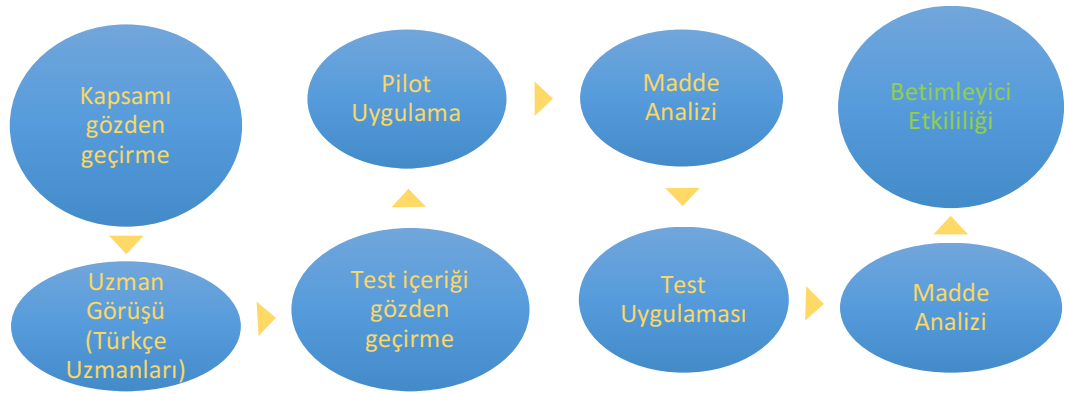 Kapsamı
gözden
geçirme
Uzman
Görüşü
(Türkçe
Uzmanları)
Test içeriği
gözden
geçirme
Pilot
Uygulama
Madde
Analizi
Test
Uygulaması
Madde
Analizi
Betimleyici
Etkililiği